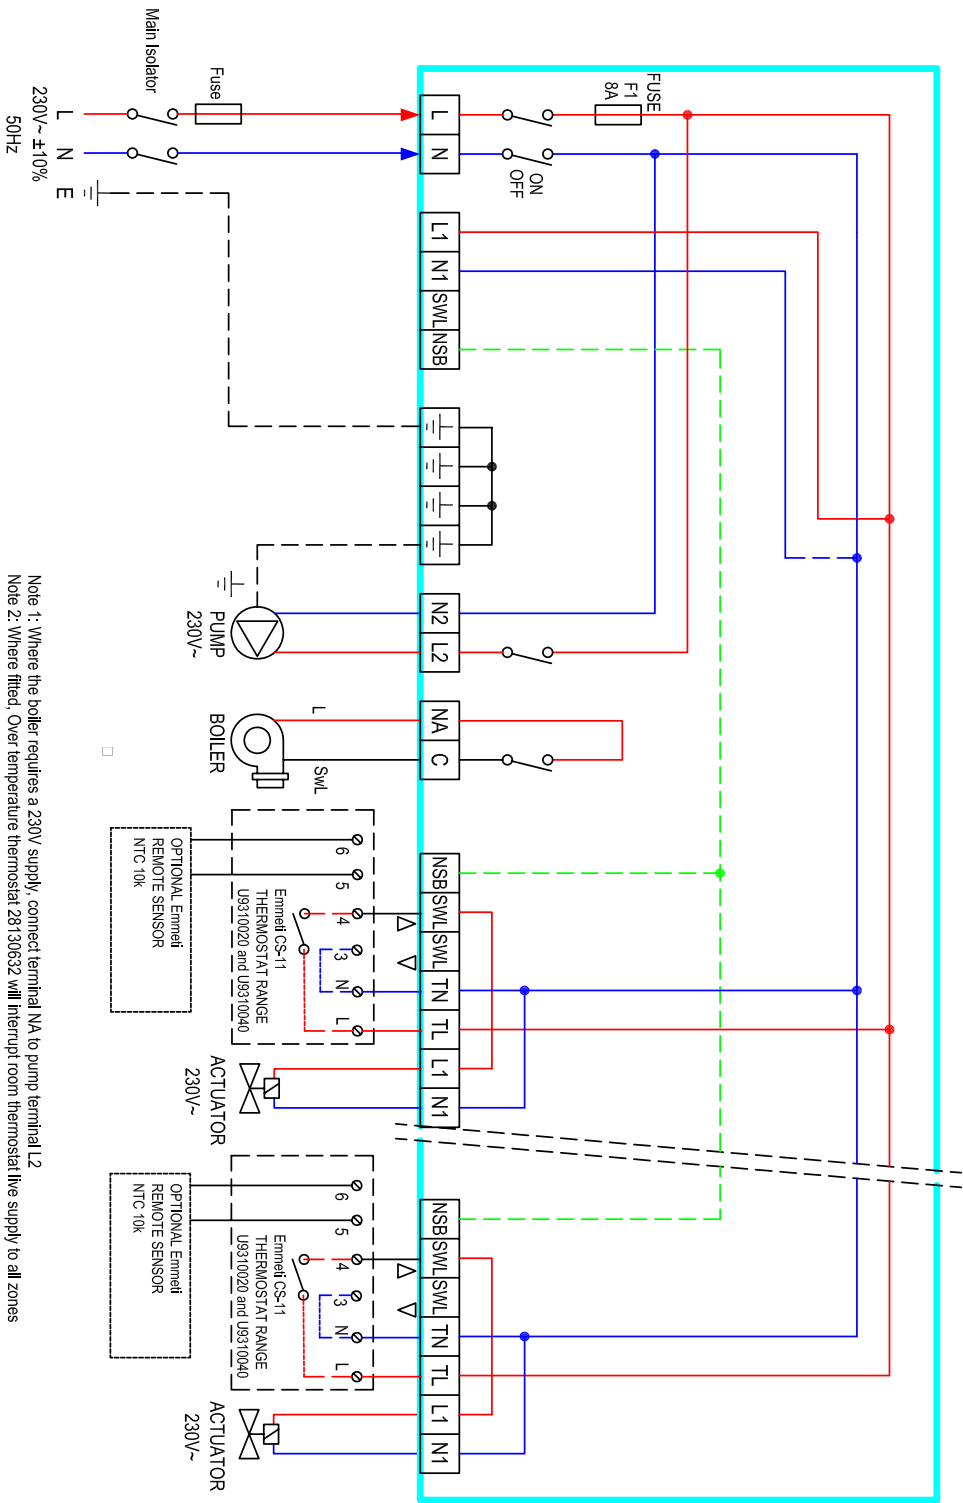 FUSE
F1
8A
ON
OFF
Main Isolator
Fuse
L
N
E
230V~ ±10%
50Hz
L
N
L1
N1
SWL
NSB
N2
L2
NA
C
NSB
SWL
SWL
TN
TL
L1
N1
NSB
SWL
SWL
TN
TL
L1
N1
PUMP
230V~
L
SwL
BOILER
6
5
4
3
N
L
Emmeti CS-11
THERMOSTAT RANGE
U9310020 and U9310040
OPTIONAL Emmeti
REMOTE SENSOR
NTC 10k
ACTUATOR
230V~
6
5
4
3
N
L
Emmeti CS-11
THERMOSTAT RANGE
U9310020 and U9310040
OPTIONAL Emmeti
REMOTE SENSOR
NTC 10k
ACTUATOR
230V~
Note 1: Where the boiler requires a 230V supply, connect terminal NA to pump terminal L2
Note 2: Where fitted, Over temperature thermostat 28130632 will interrupt room thermostat live supply to all zones